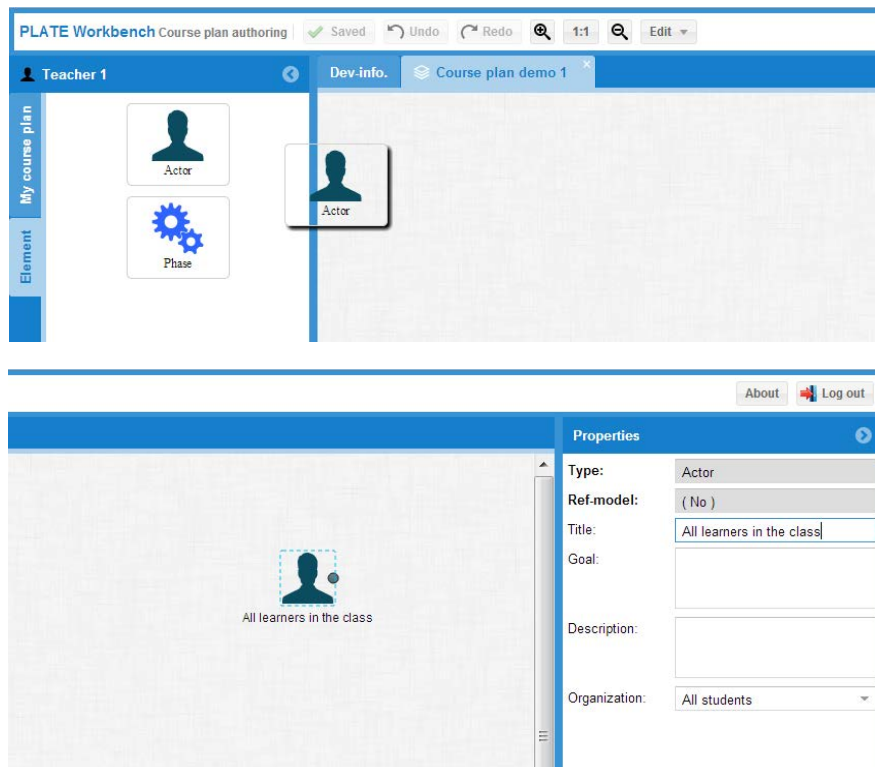 PLATE Workbench Course plan authoring Saved Undo Redo 1:1 Edit
Teacher 1 Dev-info. Course plan demo 1 ×
My course plan
Element
Actor
Actor
Phase
About Log out
Properties
Type: Actor
Ref-model: ( No )
Title: All learners in the class
Goal:
All learners in the class
Description:
Organization: All students